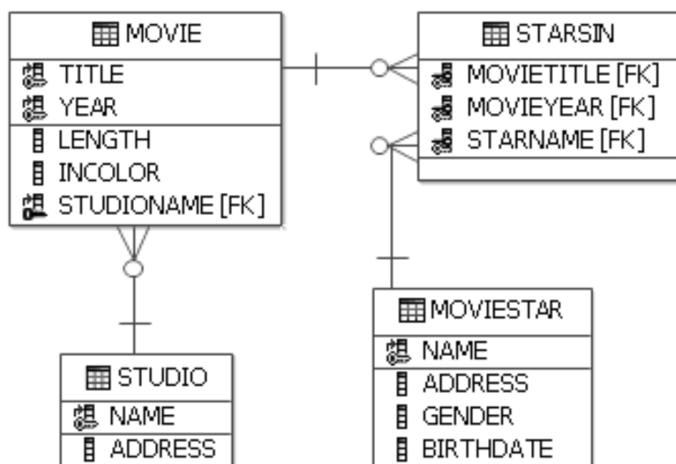 MOVIE
TITLE
YEAR
LENGTH
INCOLOR
STUDIONAME [FK]
STARSIN
MOVIETITLE [FK]
MOVIEYEAR [FK]
STARNAME [FK]
STUDIO
NAME
ADDRESS
MOVIESTAR
NAME
ADDRESS
GENDER
BIRTHDATE